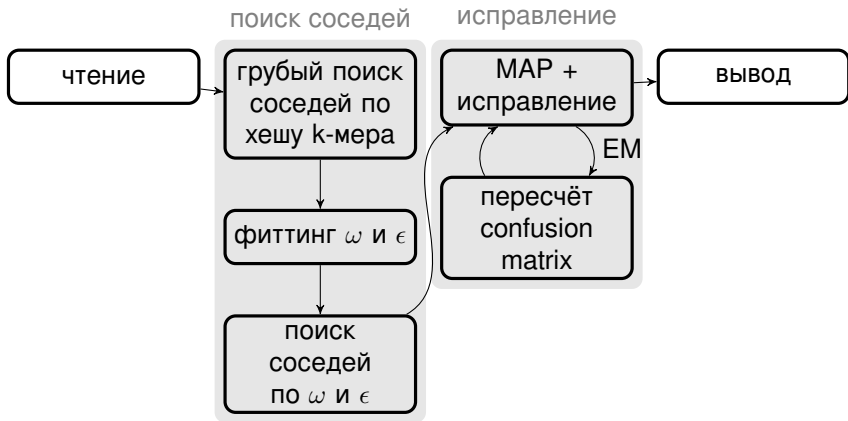 поиск соседей
исправление
чтение
грубый поиск
соседей по
хешу k-мера
фиттинг ω и ϵ
поиск
соседей
по ω и ϵ
MAP +
исправление
EM
пересчёт
confusion
matrix
вывод